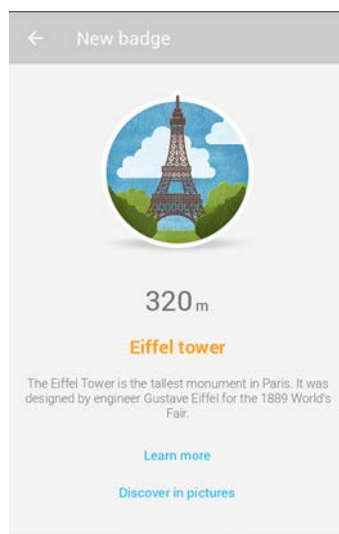 New badge
320 m
Eiffel tower
The Eiffel Tower is the tallest monument in Paris. It was
designed by engineer Gustave Eiffel for the 1889 World's
Fair.
Learn more
Discover in pictures